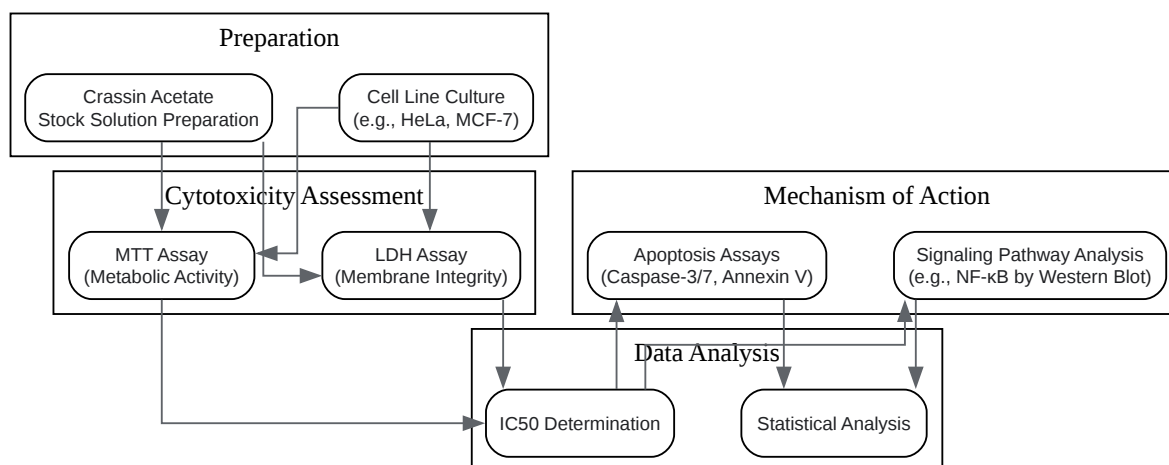 Preparation
Crassin Acetate
Stock Solution Preparation
Cell Line Culture
(e.g., HeLa, MCF-7)
Cytotoxicity Assessment
MTT Assay
(Metabolic Activity)
LDH Assay
(Membrane Integrity)
Mechanism of Action
Apoptosis Assays
(Caspase-3/7, Annexin V)
Signaling Pathway Analysis
(e.g., NF-κB by Western Blot)
Data Analysis
IC50 Determination
Statistical Analysis